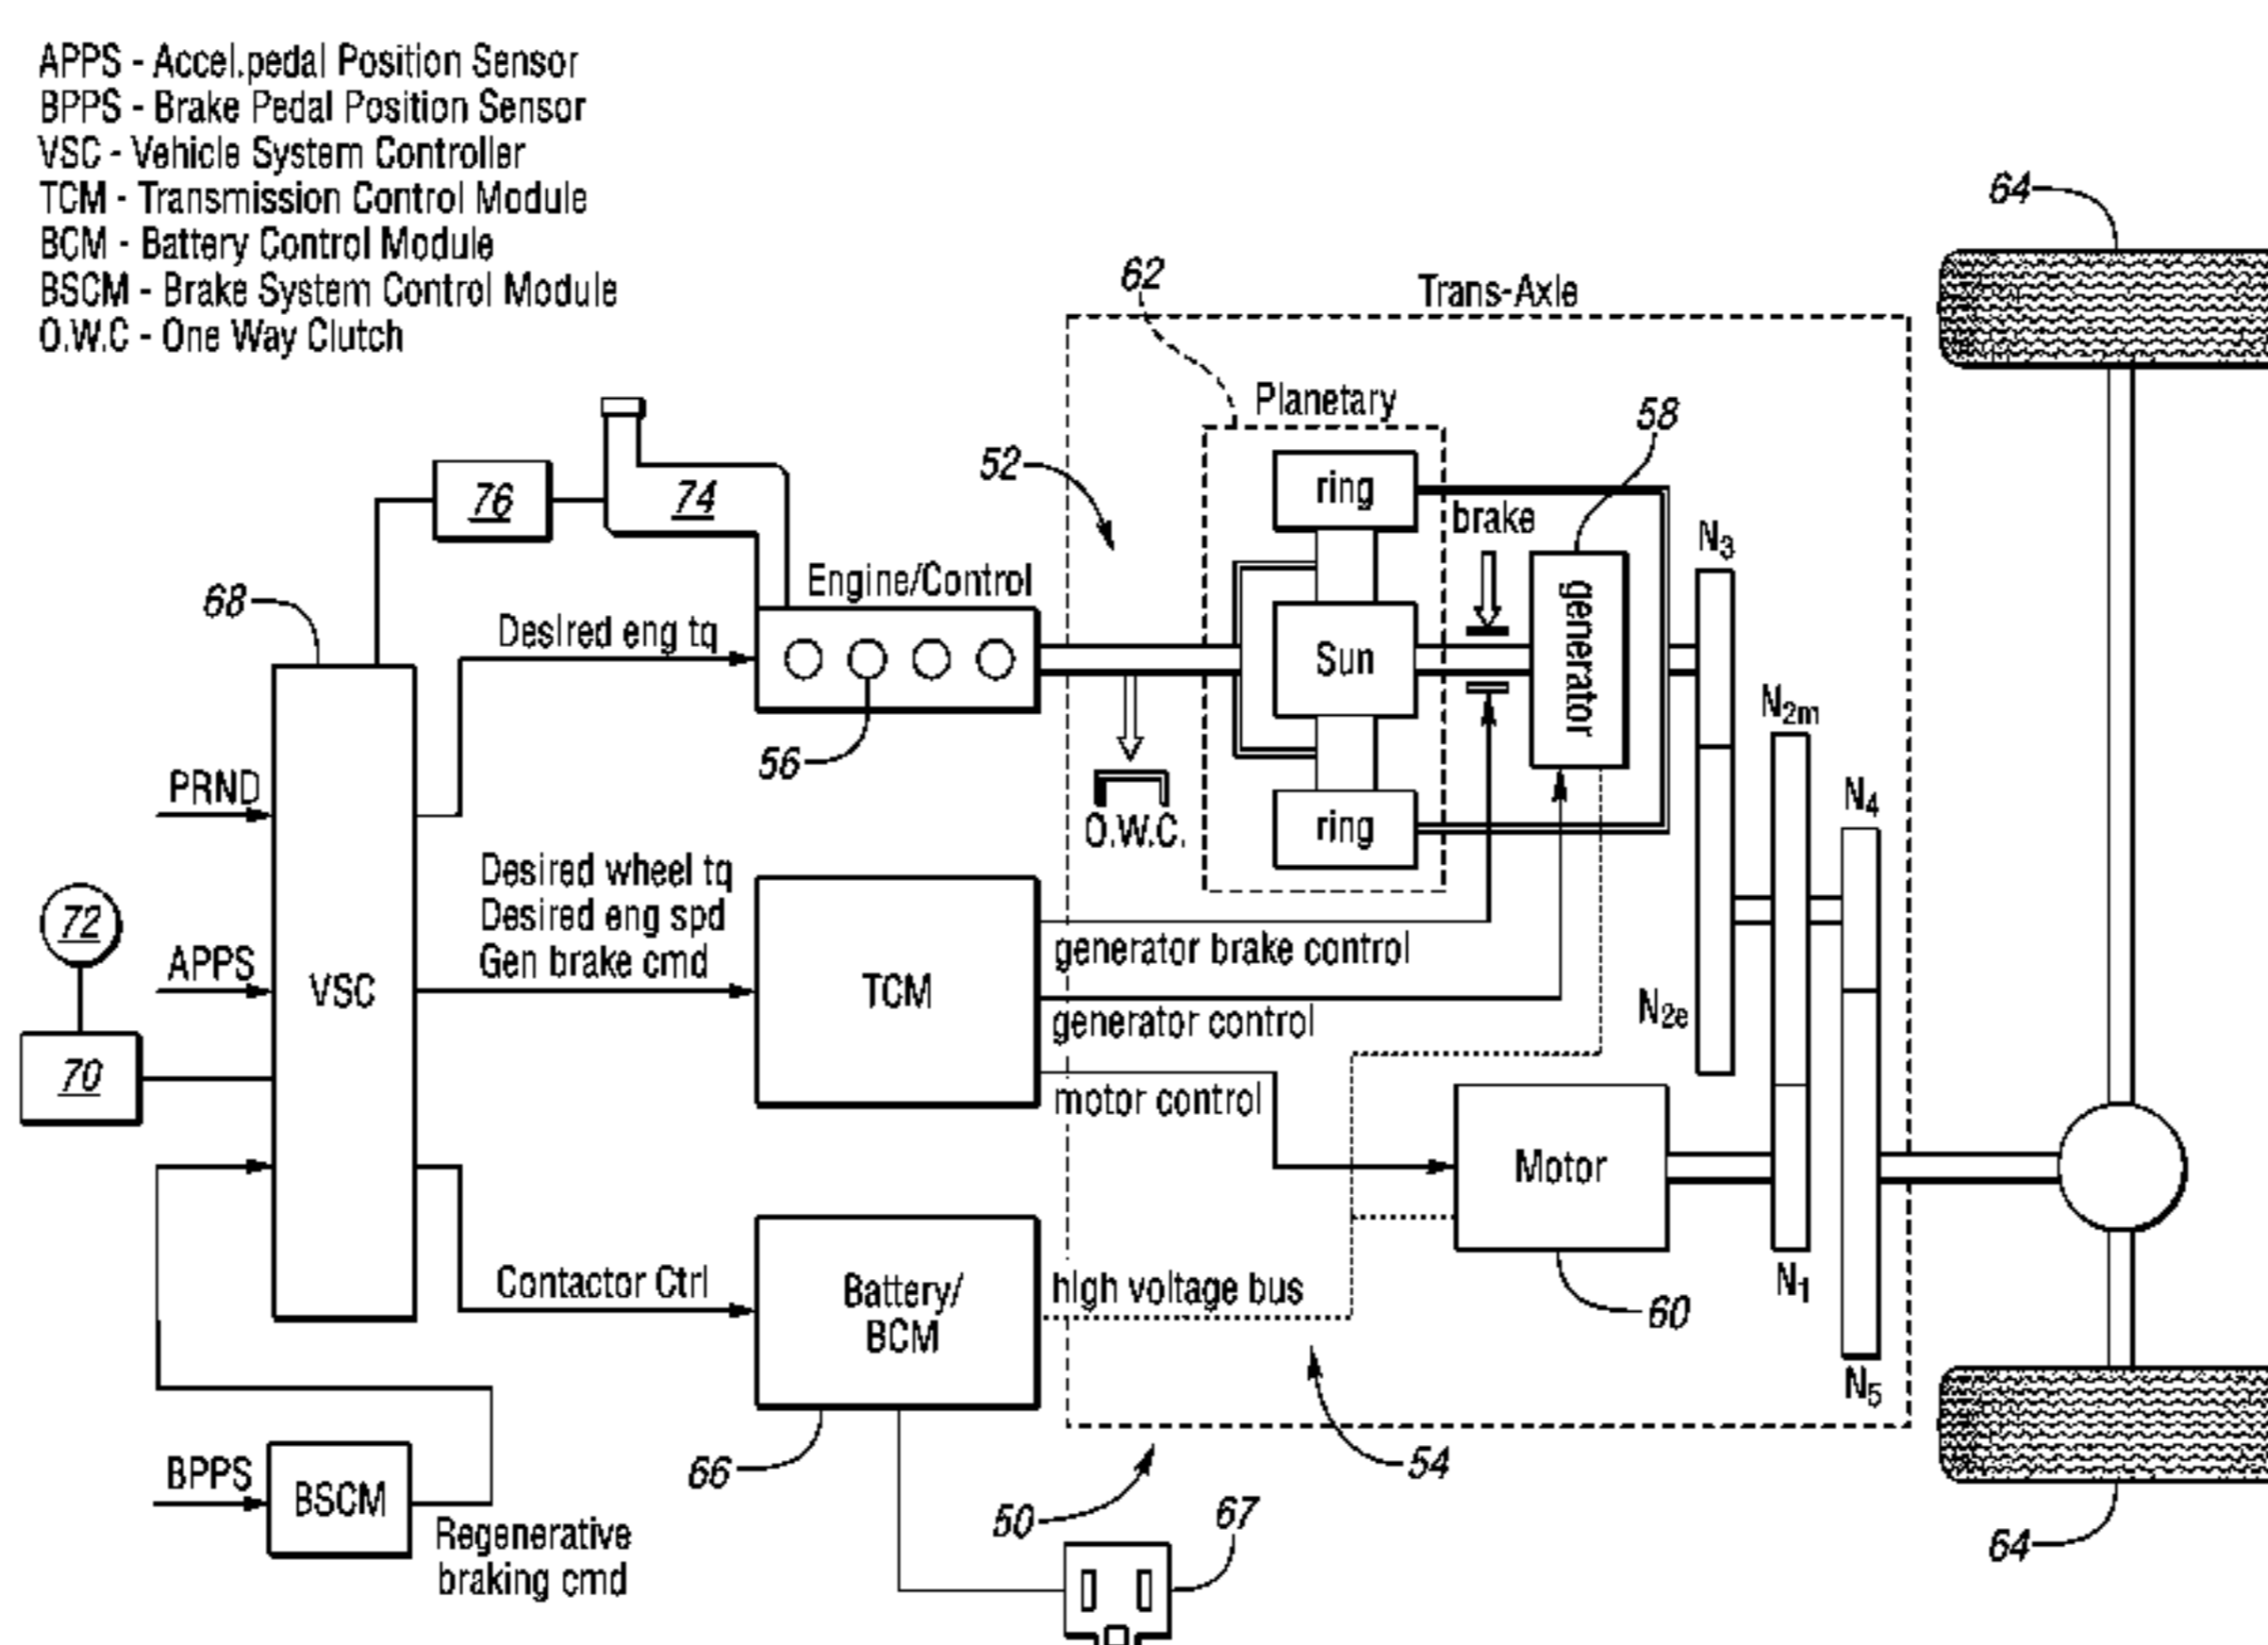 APPS - Accel.pedal Position Sensor
BPPS - Brake Pedal Position Sensor
VSC - Vehicle System Controller
TCM - Transmission Control Module
BCM - Battery Control Module
BSCM - Brake System Control Module
O.W.C - One Way Clutch
64
62
Trans-Axle
Planetary
58
52
ring
brake
N3
76
74
Engine/Control
generator
68
Desired eng tq
Sun
N2m
56
PRND
N4
O.W.C.
ring
Desired wheel tq
Desired eng spd
Gen brake cmd
72
APPS
VSC
TCM
generator brake control
generator control
N2e
70
motor control
Motor
Contactor Ctrl
Battery/
BCM
high voltage bus
N1
60
N5
66
54
BPPS
BSCM
50
67
Regenerative
braking cmd
64